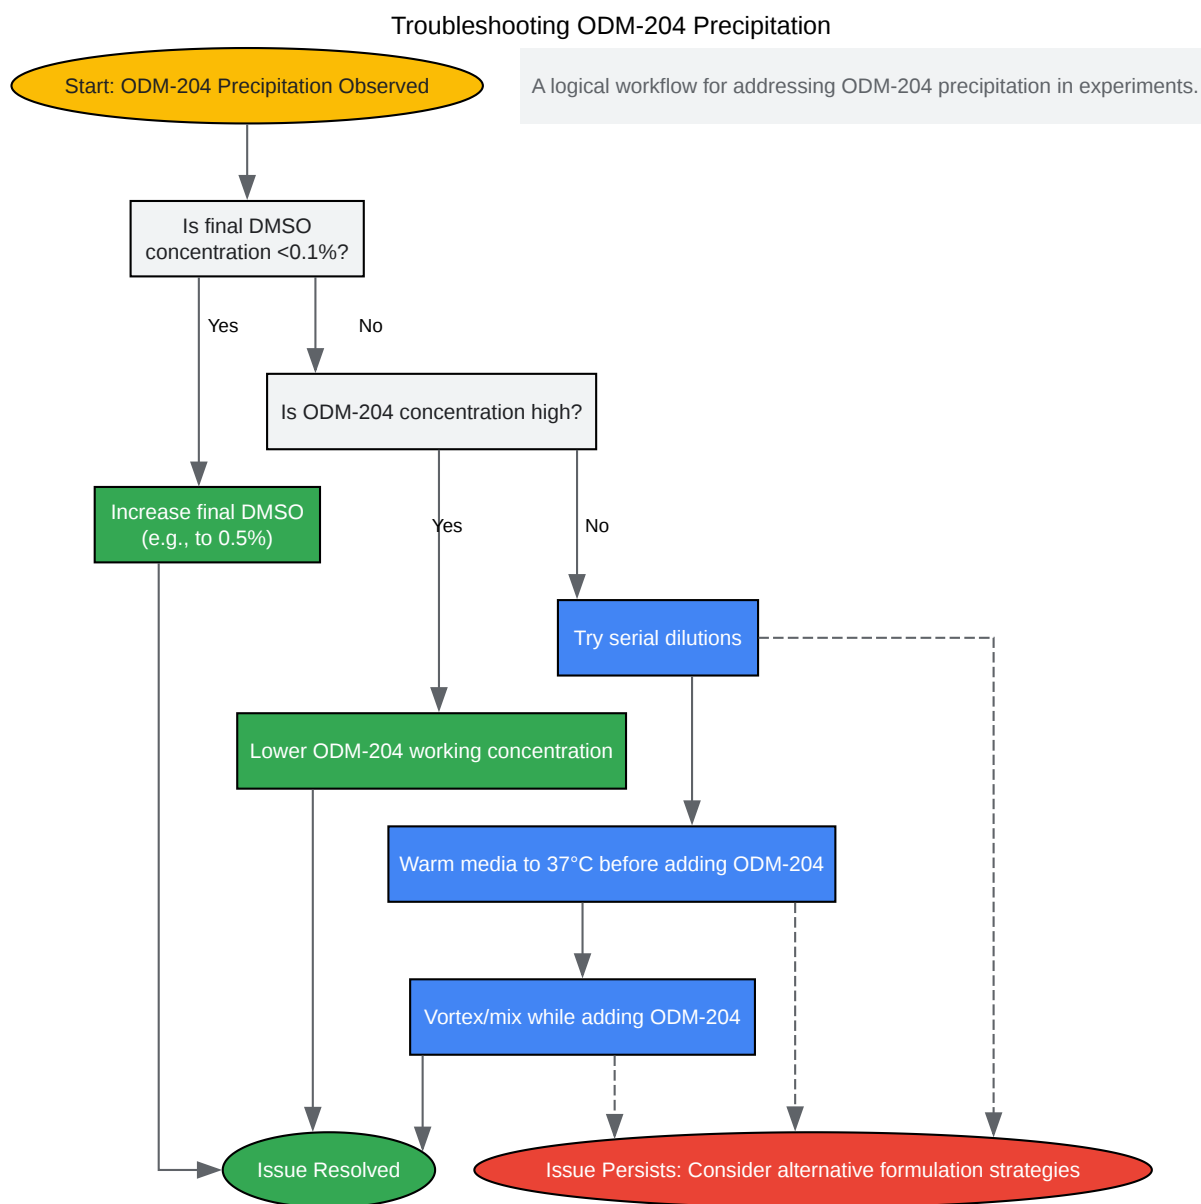 Troubleshooting ODM-204 Precipitation
Start: ODM-204 Precipitation Observed
A logical workflow for addressing ODM-204 precipitation in experiments.
Is final DMSO
concentration <0.1%?
Yes
No
Is ODM-204 concentration high?
Increase final DMSO
(e.g., to 0.5%)
Yes
No
Try serial dilutions
Lower ODM-204 working concentration
Warm media to 37°C before adding ODM-204
Vortex/mix while adding ODM-204
Issue Resolved
Issue Persists: Consider alternative formulation strategies